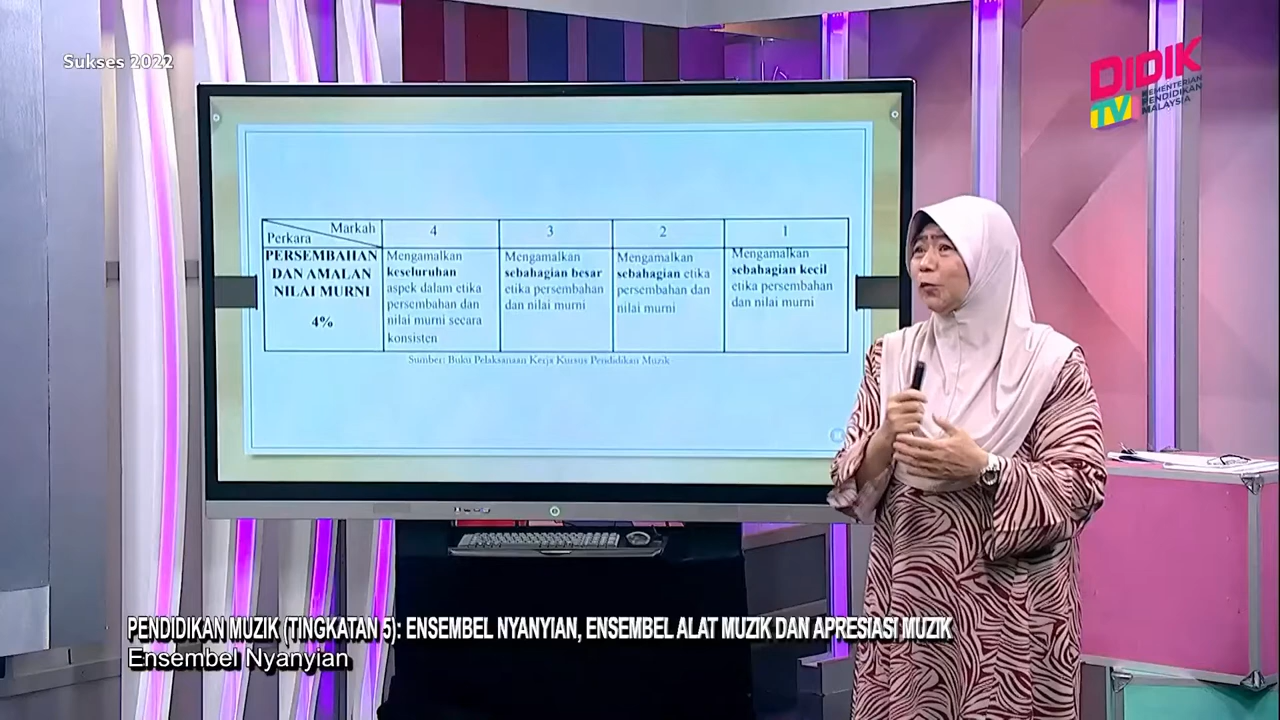 Sukses 2022
DIDIK
TV
KEMENTERIAN
PENDIDIKAN
MALAYSIA
Markah
Perkara
4
3
2
1
PERSEMBAHAN
DAN AMALAN
NILAI MURNI
4%
Mengamalkan
keseluruhan
aspek dalam etika
persembahan dan
nilai murni secara
konsisten
Mengamalkan
sebahagian besar
etika persembahan
dan nilai murni
Mengamalkan
sebahagian etika
persembahan dan
nilai murni
Mengamalkan
sebahagian kecil
etika persembahan
dan nilai murni
Sumber: Buku Pelaksanaan Kerja Kursus Pendidikan Muzik
PENDIDIKAN MUZIK (TINGKATAN 5): ENSEMBEL NYANYIAN, ENSEMBEL ALAT MUZIK DAN APRESIASI MUZIK
Ensembel Nyanyian